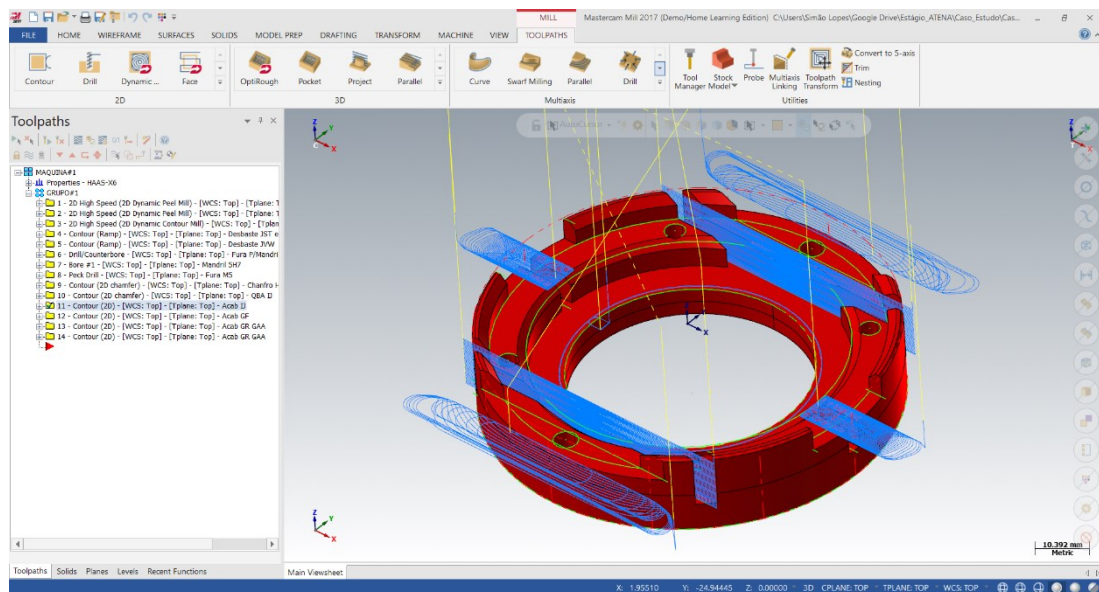 MILL
Mastercam Mill 2017 (Demo/Home Learning Edition) C:\Users\Simão Lopes\Google Drive\Estágio_ATENA\Caso_Estudo\Cas...
FILE HOME WIREFRAME SURFACES SOLIDS MODEL PREP DRAFTING TRANSFORM MACHINE VIEW TOOLPATHS
Contour Drill Dynamic ... Face OptiRough Pocket Project Parallel Curve Swarf Milling Parallel Drill Tool Manager Stock Model Probe Multiaxis Linking Toolpath Transform
Convert to 5-axis
Trim
Nesting
2D 3D Multiaxis Utilities
Toolpaths
AutoCursor
MAQUINA#1
Properties - HAAS-X6
GRUPO#1
1 - 2D High Speed (2D Dynamic Peel Mill) - [WCS: Top] - [Tplane: T
2 - 2D High Speed (2D Dynamic Peel Mill) - [WCS: Top] - [Tplane: T
3 - 2D High Speed (2D Dynamic Contour Mill) - [WCS: Top] - [Tplan
4 - Contour (Ramp) - [WCS: Top] - [Tplane: Top] - Desbaste JST e
5 - Contour (Ramp) - [WCS: Top] - [Tplane: Top] - Desbaste JVW
6 - Drill/Counterbore - [WCS: Top] - [Tplane: Top] - Fura P/Mandri
7 - Bore #1 - [WCS: Top] - [Tplane: Top] - Mandril 5H7
8 - Peck Drill - [WCS: Top] - [Tplane: Top] - Fura M5
9 - Contour (2D chamfer) - [WCS: Top] - [Tplane: Top] - Chanfro H
10 - Contour (2D chamfer) - [WCS: Top] - [Tplane: Top] - QBA IJ
11 - Contour (2D) - [WCS: Top] - [Tplane: Top] - Acab IJ
12 - Contour (2D) - [WCS: Top] - [Tplane: Top] - Acab GF
13 - Contour (2D) - [WCS: Top] - [Tplane: Top] - Acab GR GAA
14 - Contour (2D) - [WCS: Top] - [Tplane: Top] - Acab GR GAA
Z Y X
Z Y X
10.392 mm
Metric
Toolpaths Solids Planes Levels Recent Functions
Main Viewsheet
X: 1.95510 Y: -24.94445 Z: 0.00000 3D CPLANE: TOP TPLANE: TOP WCS: TOP